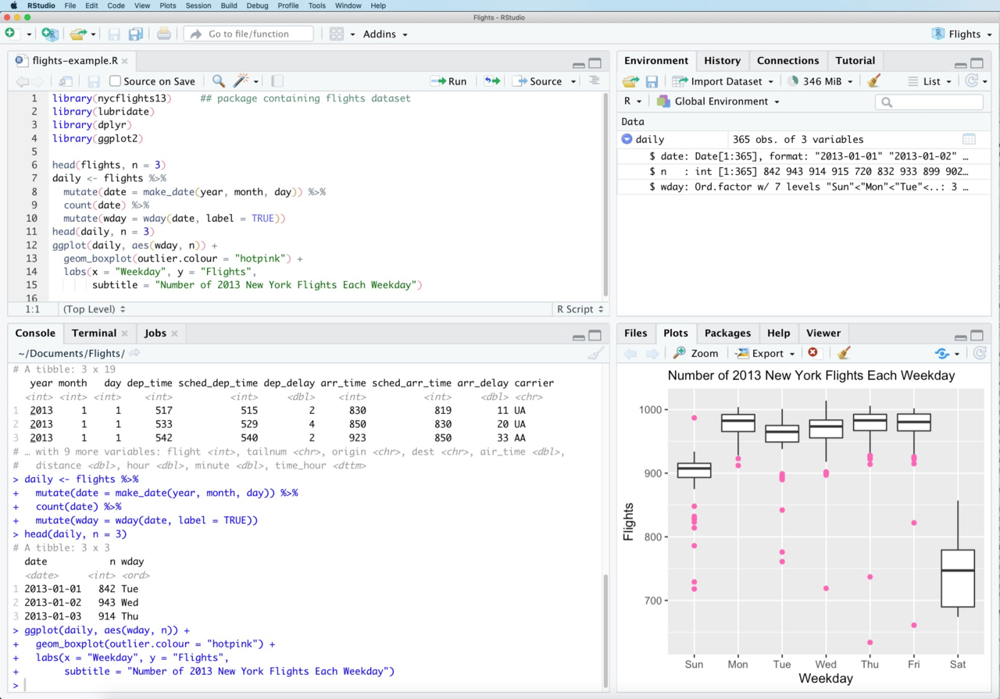 RStudio File Edit Code View Plots Session Build Debug Profile Tools Window Help
Flights - RStudio
Go to file/function Addins Flights
flights-example.R
Source on Save Run Source
1 library(nycflights13) ## package containing flights dataset
2 library(lubridate)
3 library(dplyr)
4 library(ggplot2)
5
6 head(flights, n = 3)
7 daily <- flights %>%
8 mutate(date = make_date(year, month, day)) %>%
9 count(date) %>%
10 mutate(wday = wday(date, label = TRUE))
11 head(daily, n = 3)
12 ggplot(daily, aes(wday, n)) +
13 geom_boxplot(outlier.colour = "hotpink") +
14 labs(x = "Weekday", y = "Flights",
15 subtitle = "Number of 2013 New York Flights Each Weekday")
16
1:1 (Top Level) R Script
Console Terminal Jobs
~/Documents/Flights/
# A tibble: 3 x 19
year month day dep_time sched_dep_time dep_delay arr_time sched_arr_time arr_delay carrier
<int> <int> <int> <int> <int> <dbl> <int> <int> <dbl> <chr>
1 2013 1 1 517 515 2 830 819 11 UA
2 2013 1 1 533 529 4 850 830 20 UA
3 2013 1 1 542 540 2 923 850 33 AA
# … with 9 more variables: flight <int>, tailnum <chr>, origin <chr>, dest <chr>, air_time <dbl>,
# distance <dbl>, hour <dbl>, minute <dbl>, time_hour <dttm>
> daily <- flights %>%
+ mutate(date = make_date(year, month, day)) %>%
+ count(date) %>%
+ mutate(wday = wday(date, label = TRUE))
> head(daily, n = 3)
# A tibble: 3 x 3
date n wday
<date> <int> <ord>
1 2013-01-01 842 Tue
2 2013-01-02 943 Wed
3 2013-01-03 914 Thu
> ggplot(daily, aes(wday, n)) +
+ geom_boxplot(outlier.colour = "hotpink") +
+ labs(x = "Weekday", y = "Flights",
+ subtitle = "Number of 2013 New York Flights Each Weekday")
>
Environment History Connections Tutorial
Import Dataset 346 MiB List
R Global Environment
Data
daily 365 obs. of 3 variables
$ date: Date[1:365], format: "2013-01-01" "2013-01-02" …
$ n : int [1:365] 842 943 914 915 720 832 933 899 902…
$ wday: Ord.factor w/ 7 levels "Sun"<"Mon"<"Tue"<..: 3 …
Files Plots Packages Help Viewer
Zoom Export
Number of 2013 New York Flights Each Weekday
1000
900
800
700
Flights
Sun Mon Tue Wed Thu Fri Sat
Weekday